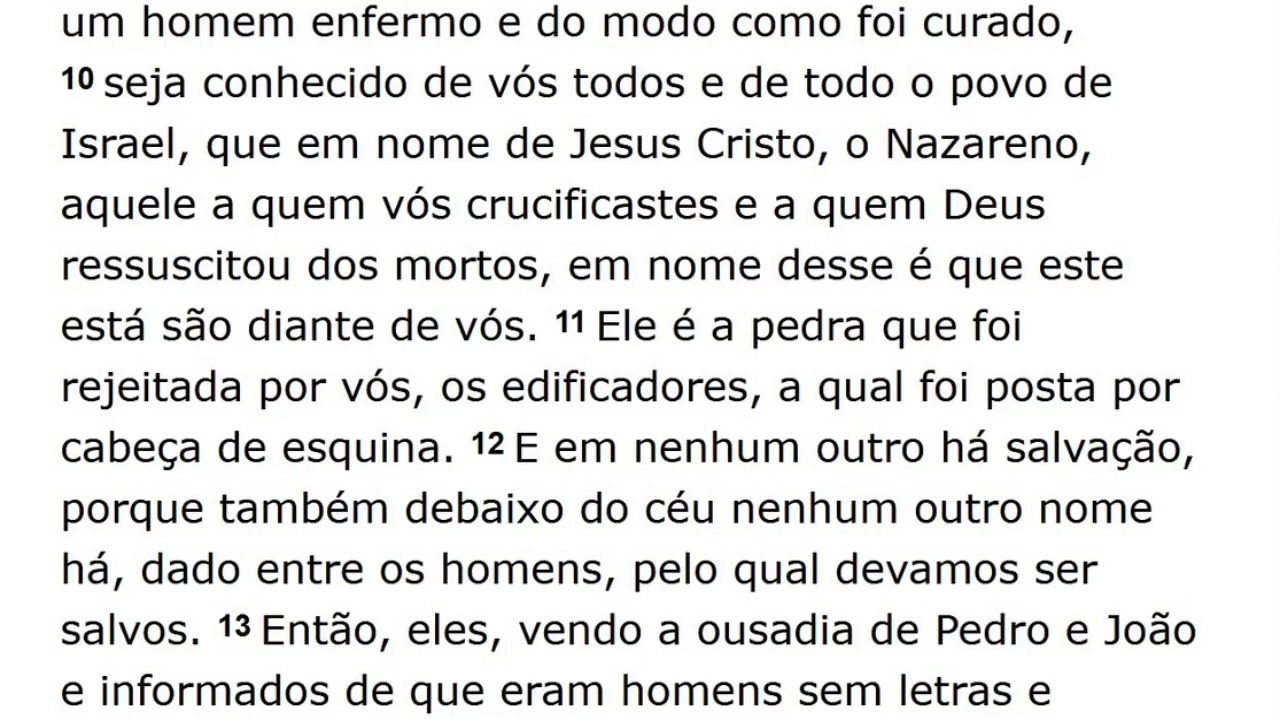 um homem enfermo e do modo como foi curado,
10 seja conhecido de vós todos e de todo o povo de
Israel, que em nome de Jesus Cristo, o Nazareno,
aquele a quem vós crucificastes e a quem Deus
ressuscitou dos mortos, em nome desse é que este
está são diante de vós. 11 Ele é a pedra que foi
rejeitada por vós, os edificadores, a qual foi posta por
cabeça de esquina. 12 E em nenhum outro há salvação,
porque também debaixo do céu nenhum outro nome
há, dado entre os homens, pelo qual devamos ser
salvos. 13 Então, eles, vendo a ousadia de Pedro e João
e informados de que eram homens sem letras e